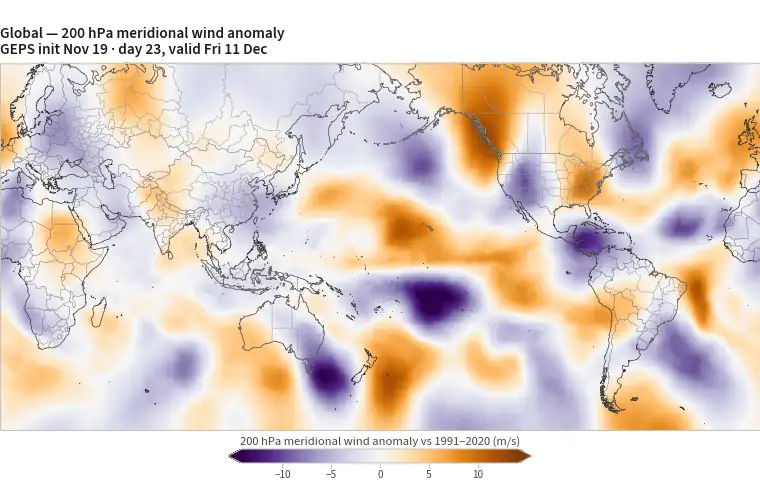 Global — 200 hPa meridional wind anomaly
GEPS init Nov 19 · day 23, valid Fri 11 Dec
200 hPa meridional wind anomaly vs 1991–2020 (m/s)
−10 −5 0 5 10